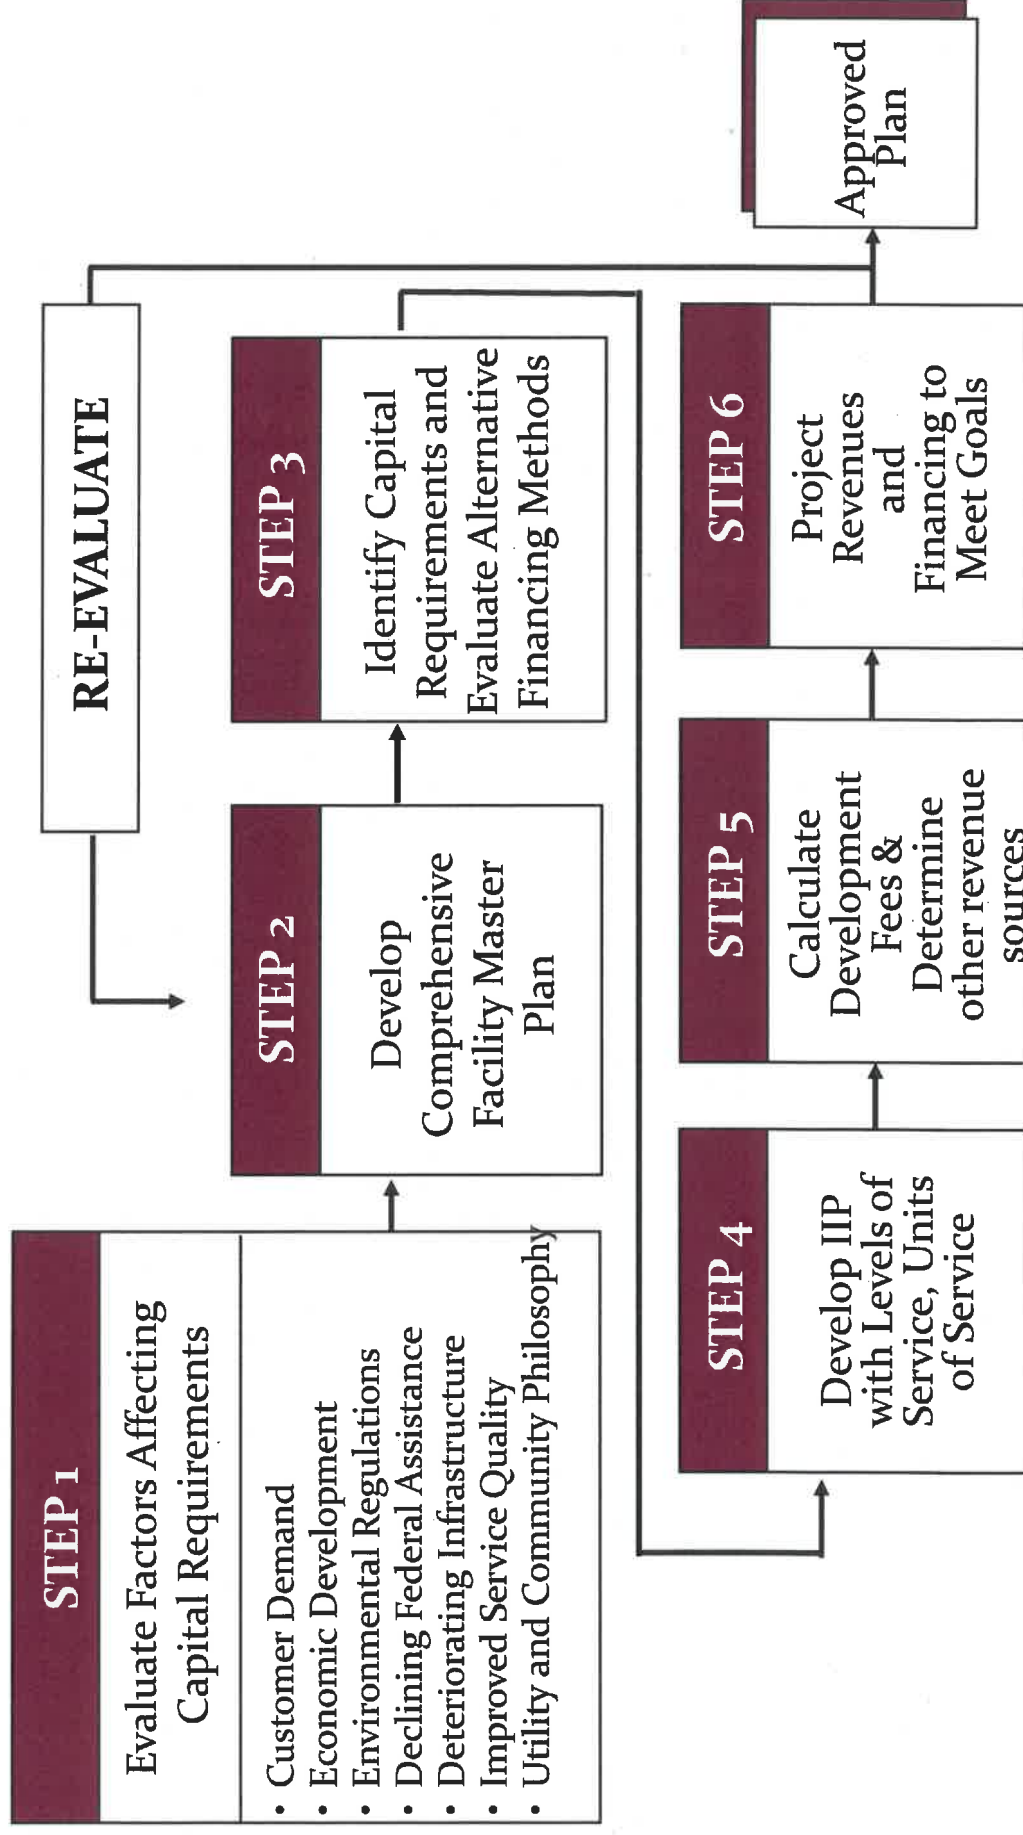 STEP 1
Evaluate Factors Affecting
Capital Requirements
• Customer Demand
• Economic Development
• Environmental Regulations
• Declining Federal Assistance
• Deteriorating Infrastructure
• Improved Service Quality
• Utility and Community Philosophy
RE-EVALUATE
STEP 2
Develop
Comprehensive
Facility Master
Plan
STEP 3
Identify Capital
Requirements and
Evaluate Alternative
Financing Methods
STEP 4
Develop IIP
with Levels of
Service, Units
of Service
STEP 5
Calculate
Development
Fees &
Determine
other revenue
sources
STEP 6
Project
Revenues
and
Financing to
Meet Goals
Approved
Plan